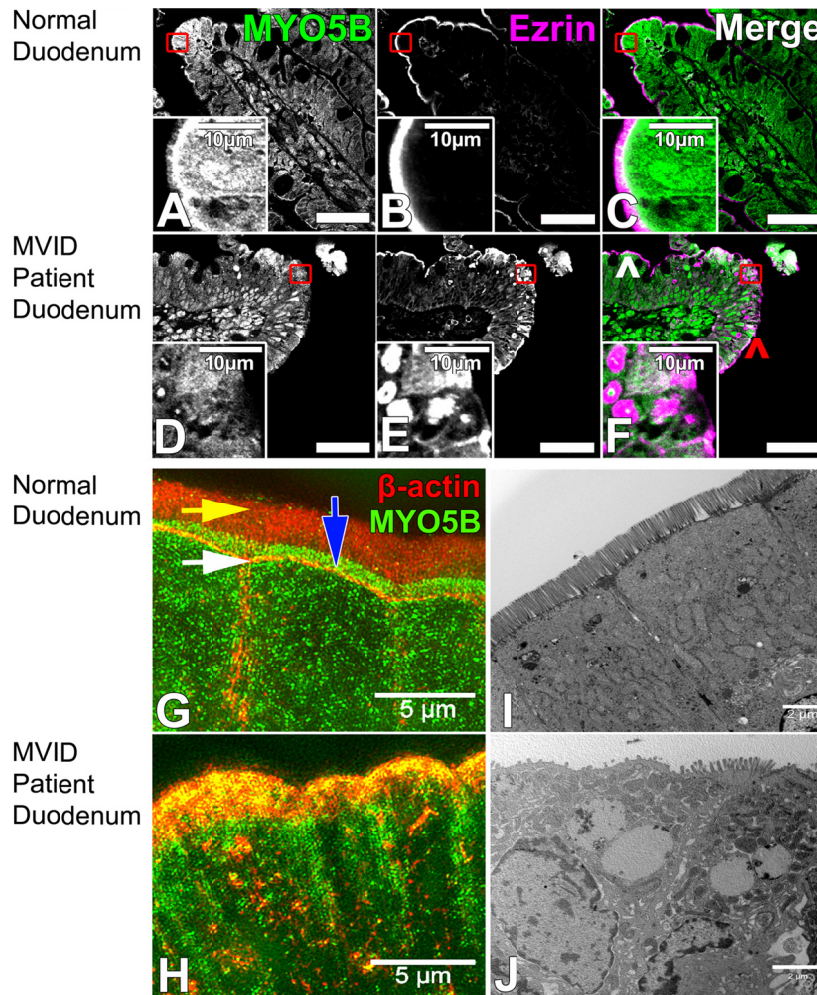 Normal
Duodenum
MYO5B
Ezrin
Merge
10µm
10µm
10µm
A
B
C
MVID
Patient
Duodenum
^
^
10µm
10µm
10µm
D
E
F
Normal
Duodenum
β-actin
MYO5B
G
5 µm
I
2 µm
MVID
Patient
Duodenum
H
5 µm
J
2 µm